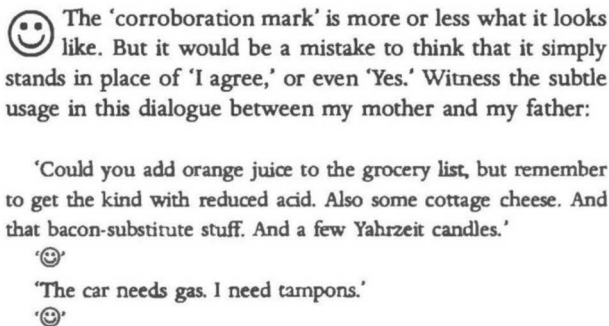 ☺ The ‘corroboration mark’ is more or less what it looks
like. But it would be a mistake to think that it simply
stands in place of ‘I agree,’ or even ‘Yes.’ Witness the subtle
usage in this dialogue between my mother and my father:
‘Could you add orange juice to the grocery list, but remember
to get the kind with reduced acid. Also some cottage cheese. And
that bacon-substitute stuff. And a few Yahrzeit candles.’
‘☺’
‘The car needs gas. I need tampons.’
‘☺’